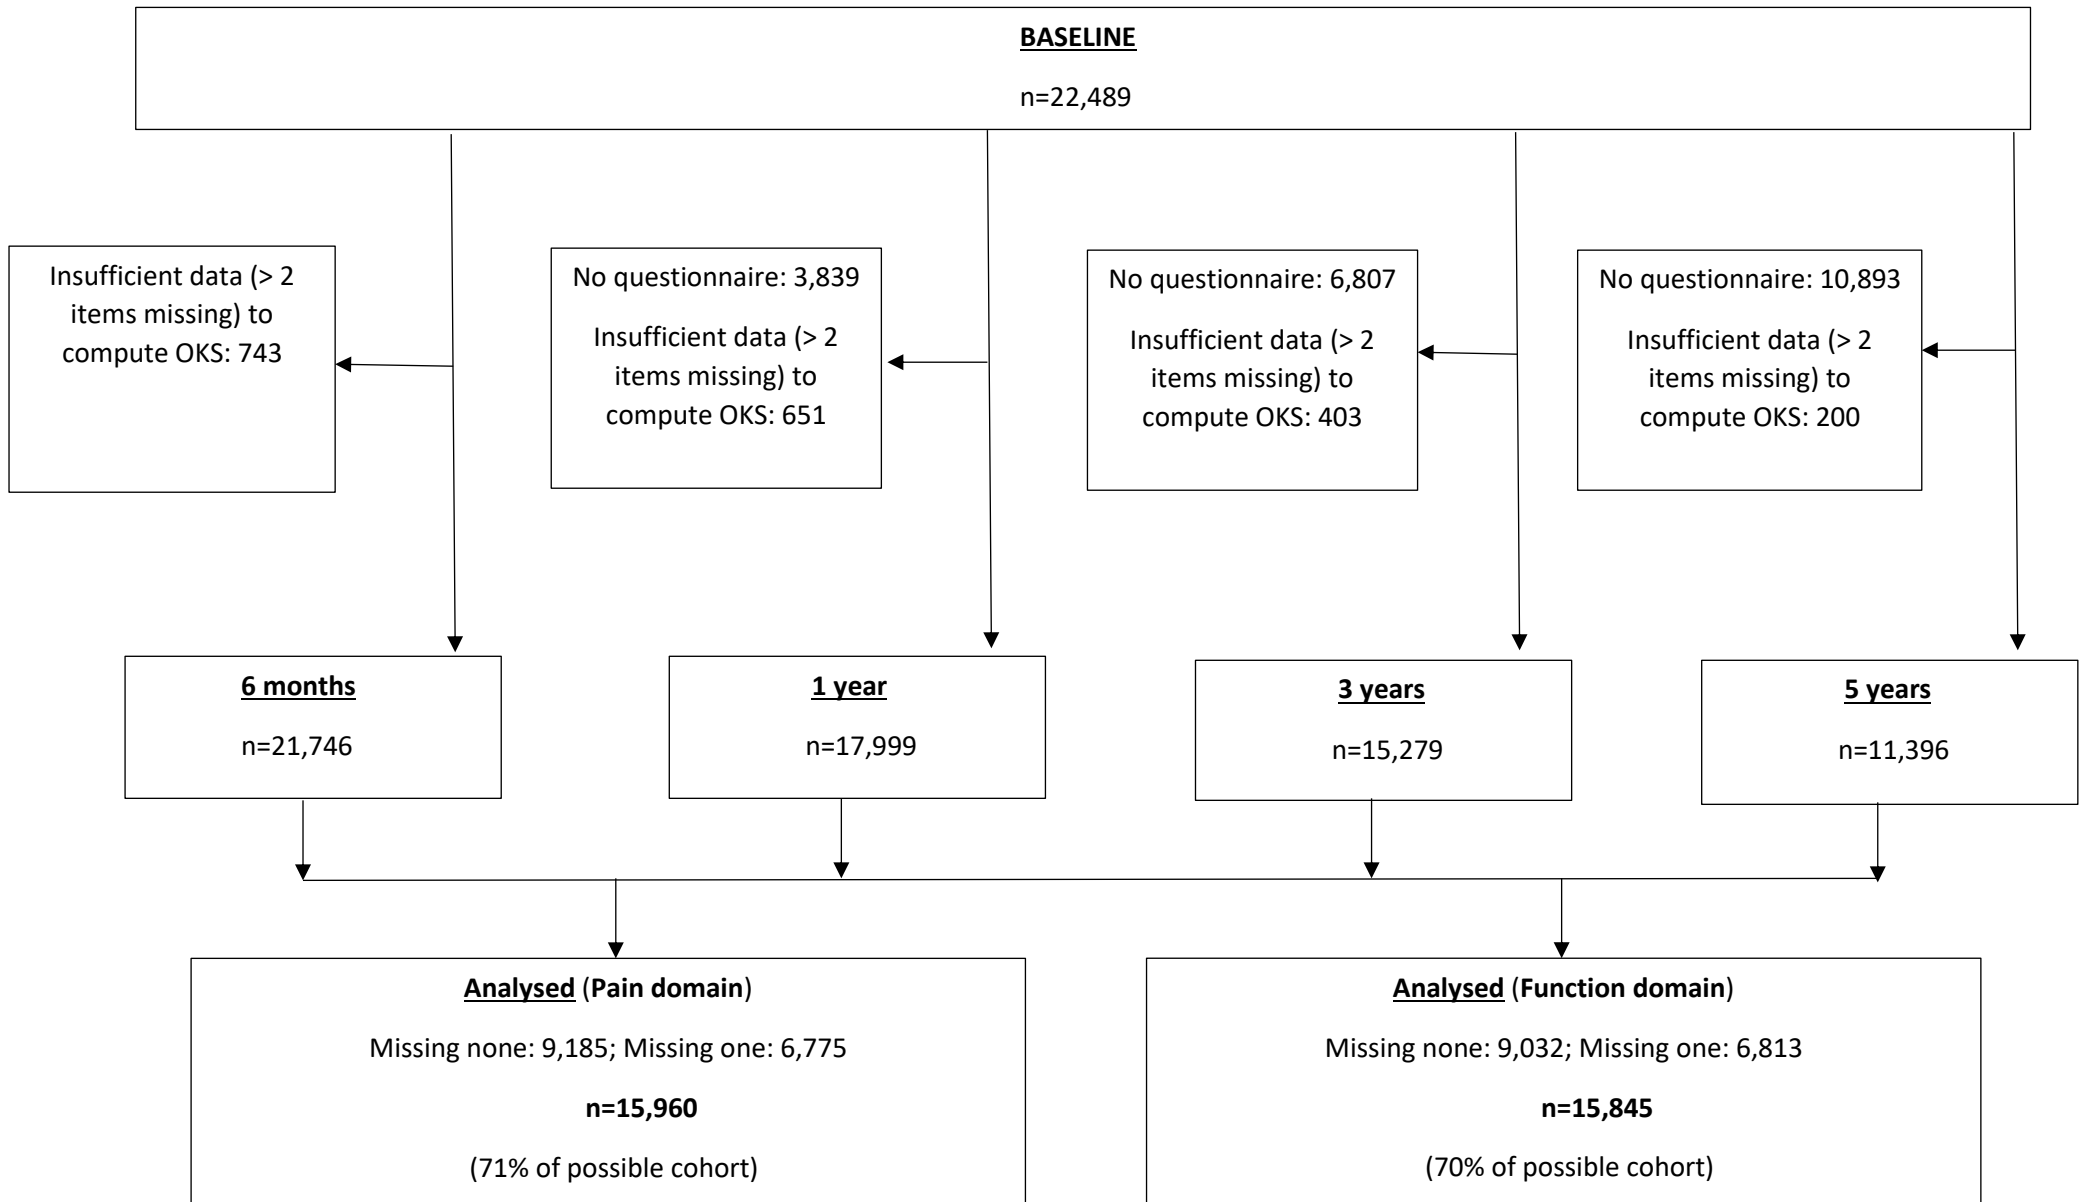 BASELINE
n=22,489
Insufficient data (> 2
items missing) to
compute OKS: 743
No questionnaire: 3,839
Insufficient data (> 2
items missing) to
compute OKS: 651
No questionnaire: 6,807
Insufficient data (> 2
items missing) to
compute OKS: 403
No questionnaire: 10,893
Insufficient data (> 2
items missing) to
compute OKS: 200
6 months
n=21,746
1 year
n=17,999
3 years
n=15,279
5 years
n=11,396
Analysed (Pain domain)
Missing none: 9,185; Missing one: 6,775
n=15,960
(71% of possible cohort)
Analysed (Function domain)
Missing none: 9,032; Missing one: 6,813
n=15,845
(70% of possible cohort)